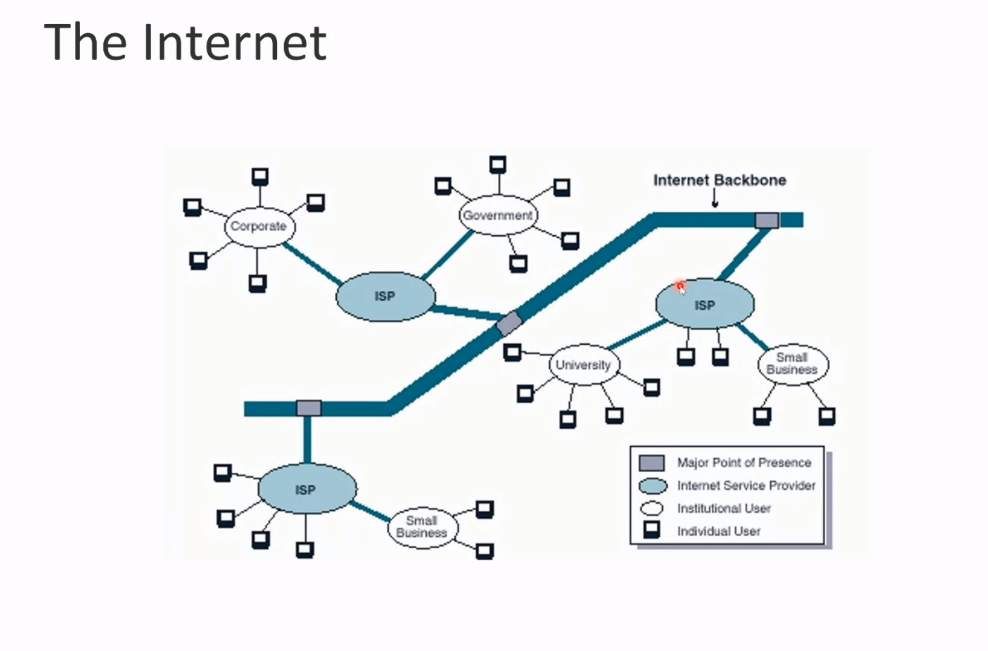 The Internet
Internet Backbone
Corporate
Government
ISP
ISP
University
Small
Business
ISP
Small
Business
Major Point of Presence
Internet Service Provider
Institutional User
Individual User